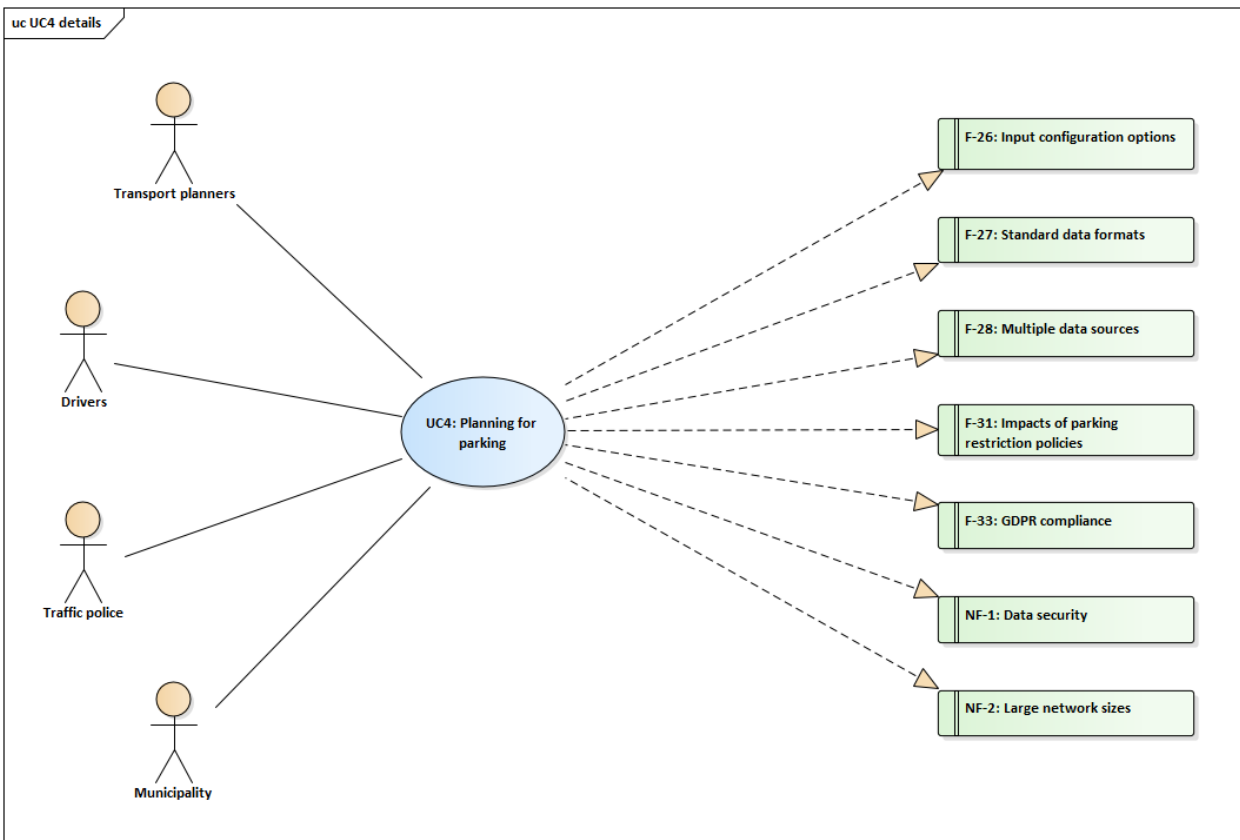 uc UC4 details
Transport planners
Drivers
Traffic police
Municipality
UC4: Planning for
parking
F-26: Input configuration options
F-27: Standard data formats
F-28: Multiple data sources
F-31: Impacts of parking
restriction policies
F-33: GDPR compliance
NF-1: Data security
NF-2: Large network sizes